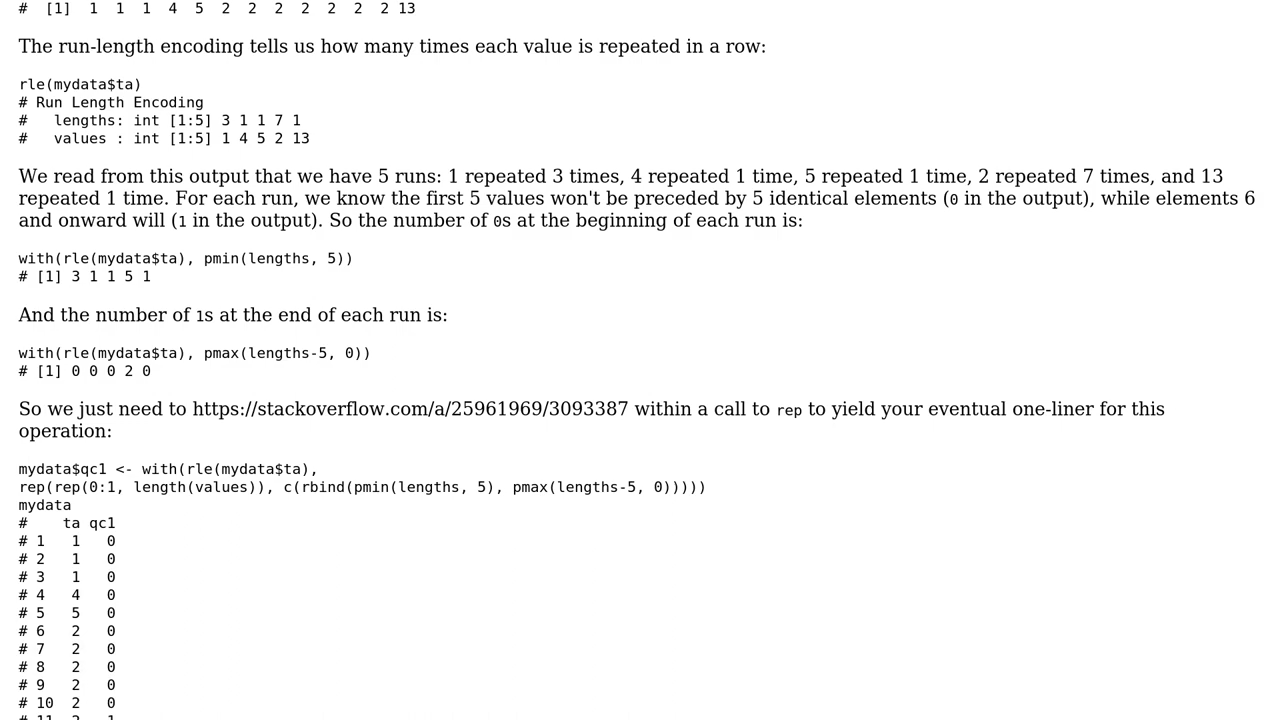 #  [1]  1  1  1  4  5  2  2  2  2  2  2  2 13
The run-length encoding tells us how many times each value is repeated in a row:
rle(mydata$ta)
# Run Length Encoding
#   lengths: int [1:5] 3 1 1 7 1
#   values : int [1:5] 1 4 5 2 13
We read from this output that we have 5 runs: 1 repeated 3 times, 4 repeated 1 time, 5 repeated 1 time, 2 repeated 7 times, and 13
repeated 1 time. For each run, we know the first 5 values won't be preceded by 5 identical elements (0 in the output), while elements 6
and onward will (1 in the output). So the number of 0s at the beginning of each run is:
with(rle(mydata$ta), pmin(lengths, 5))
# [1] 3 1 1 5 1
And the number of 1s at the end of each run is:
with(rle(mydata$ta), pmax(lengths-5, 0))
# [1] 0 0 0 2 0
So we just need to https://stackoverflow.com/a/25961969/3093387 within a call to rep to yield your eventual one-liner for this
operation:
mydata$qc1 <- with(rle(mydata$ta),
rep(rep(0:1, length(values)), c(rbind(pmin(lengths, 5), pmax(lengths-5, 0)))))
mydata
#    ta qc1
# 1   1   0
# 2   1   0
# 3   1   0
# 4   4   0
# 5   5   0
# 6   2   0
# 7   2   0
# 8   2   0
# 9   2   0
# 10  2   0
# 11  2   1